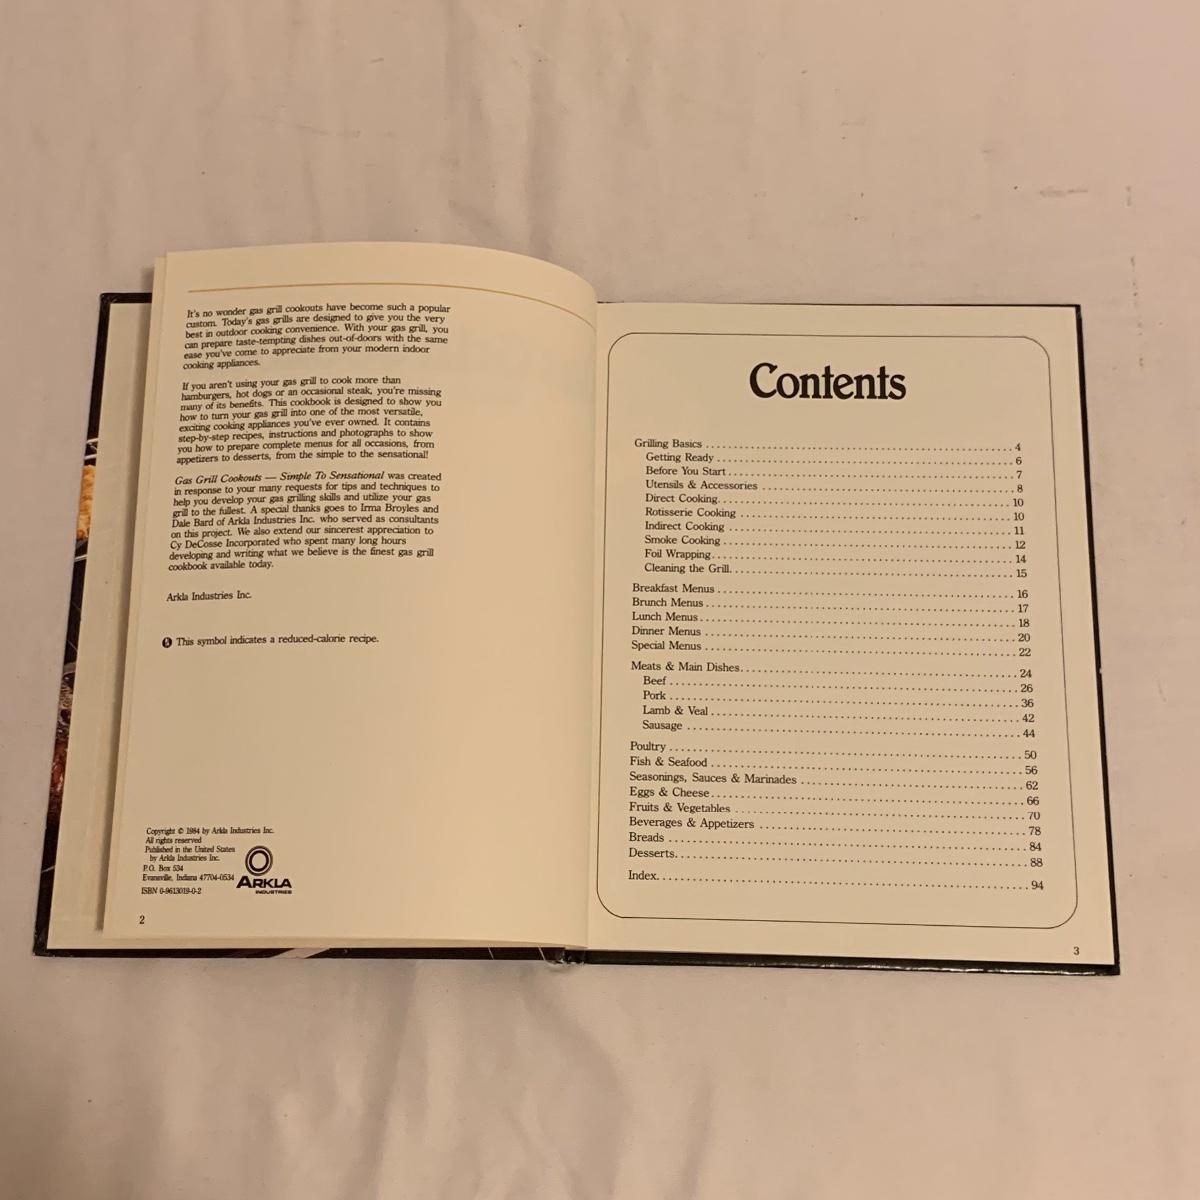 It's no wonder gas grill cookouts have become such a popular
custom. Today's gas grills are designed to give you the very
best in outdoor cooking convenience. With your gas grill, you
can prepare taste-tempting dishes out-of-doors with the same
ease you've come to appreciate from your modern indoor
cooking appliances.
If you aren't using your gas grill to cook more than
hamburgers, hot dogs or an occasional steak, you're missing
many of its benefits. This cookbook is designed to show you
how to turn your gas grill into one of the most versatile,
exciting cooking appliances you've ever owned. It contains
step-by-step recipes, instructions and photographs to show
you how to prepare complete menus for all occasions, from
appetizers to desserts, from the simple to the sensational!
Gas Grill Cookouts — Simple To Sensational was created
in response to your many requests for tips and techniques to
help you develop your gas grilling skills and utilize your gas
grill to the fullest. A special thanks goes to Irma Broyles and
Dale Bard of Arkla Industries Inc. who served as consultants
on this project. We also extend our sincerest appreciation to
Cy DeCosse Incorporated who spent many long hours
developing and writing what we believe is the finest gas grill
cookbook available today.
Arkla Industries Inc.
This symbol indicates a reduced-calorie recipe.
Copyright © 1984 by Arkla Industries Inc.
All rights reserved
Published in the United States
by Arkla Industries Inc.
P.O. Box 534
Evansville, Indiana 47704-0534
ISBN 0-9613019-0-2
ARKLA
INDUSTRIES
2
Contents
Grilling Basics 4
Getting Ready 6
Before You Start 7
Utensils & Accessories 8
Direct Cooking 10
Rotisserie Cooking 10
Indirect Cooking 11
Smoke Cooking 12
Foil Wrapping 14
Cleaning the Grill 15
Breakfast Menus 16
Brunch Menus 17
Lunch Menus 18
Dinner Menus 20
Special Menus 22
Meats & Main Dishes 24
Beef 26
Pork 36
Lamb & Veal 42
Sausage 44
Poultry 50
Fish & Seafood 56
Seasonings, Sauces & Marinades 62
Eggs & Cheese 66
Fruits & Vegetables 70
Beverages & Appetizers 78
Breads 84
Desserts 88
Index 94
3